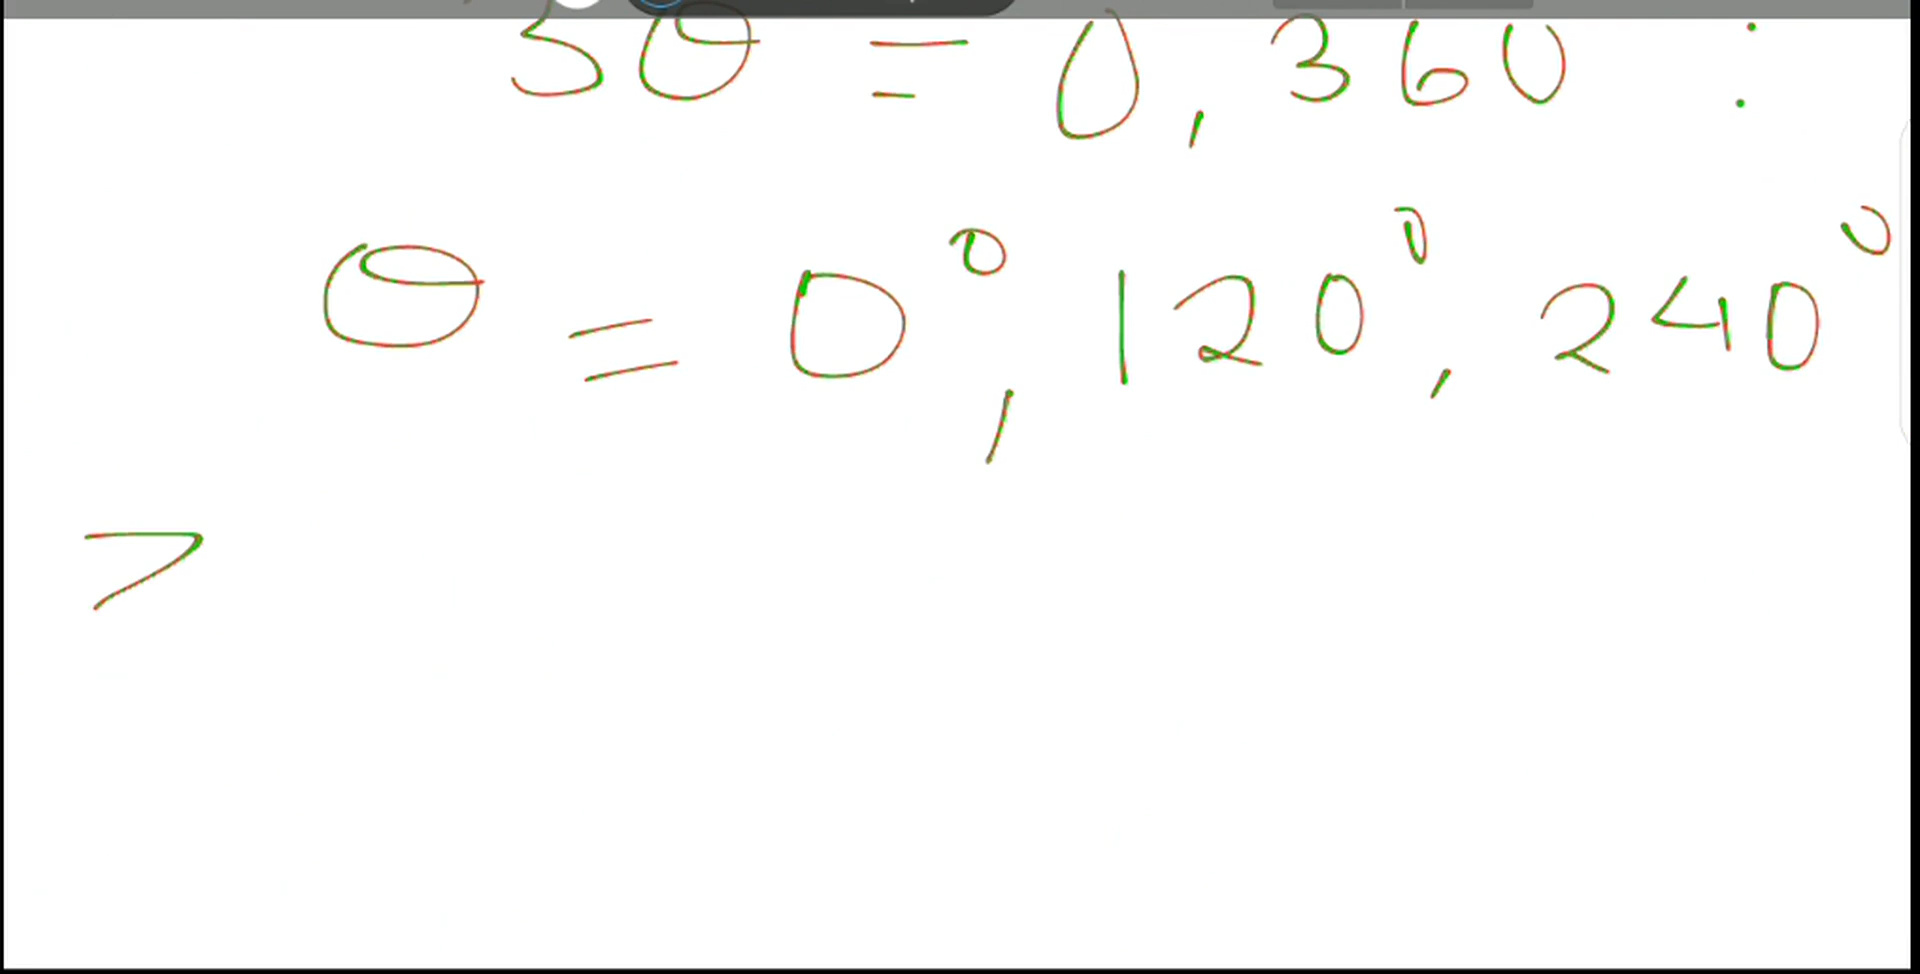 3θ = 0, 360 :
θ = 0°, 120°, 240°
>